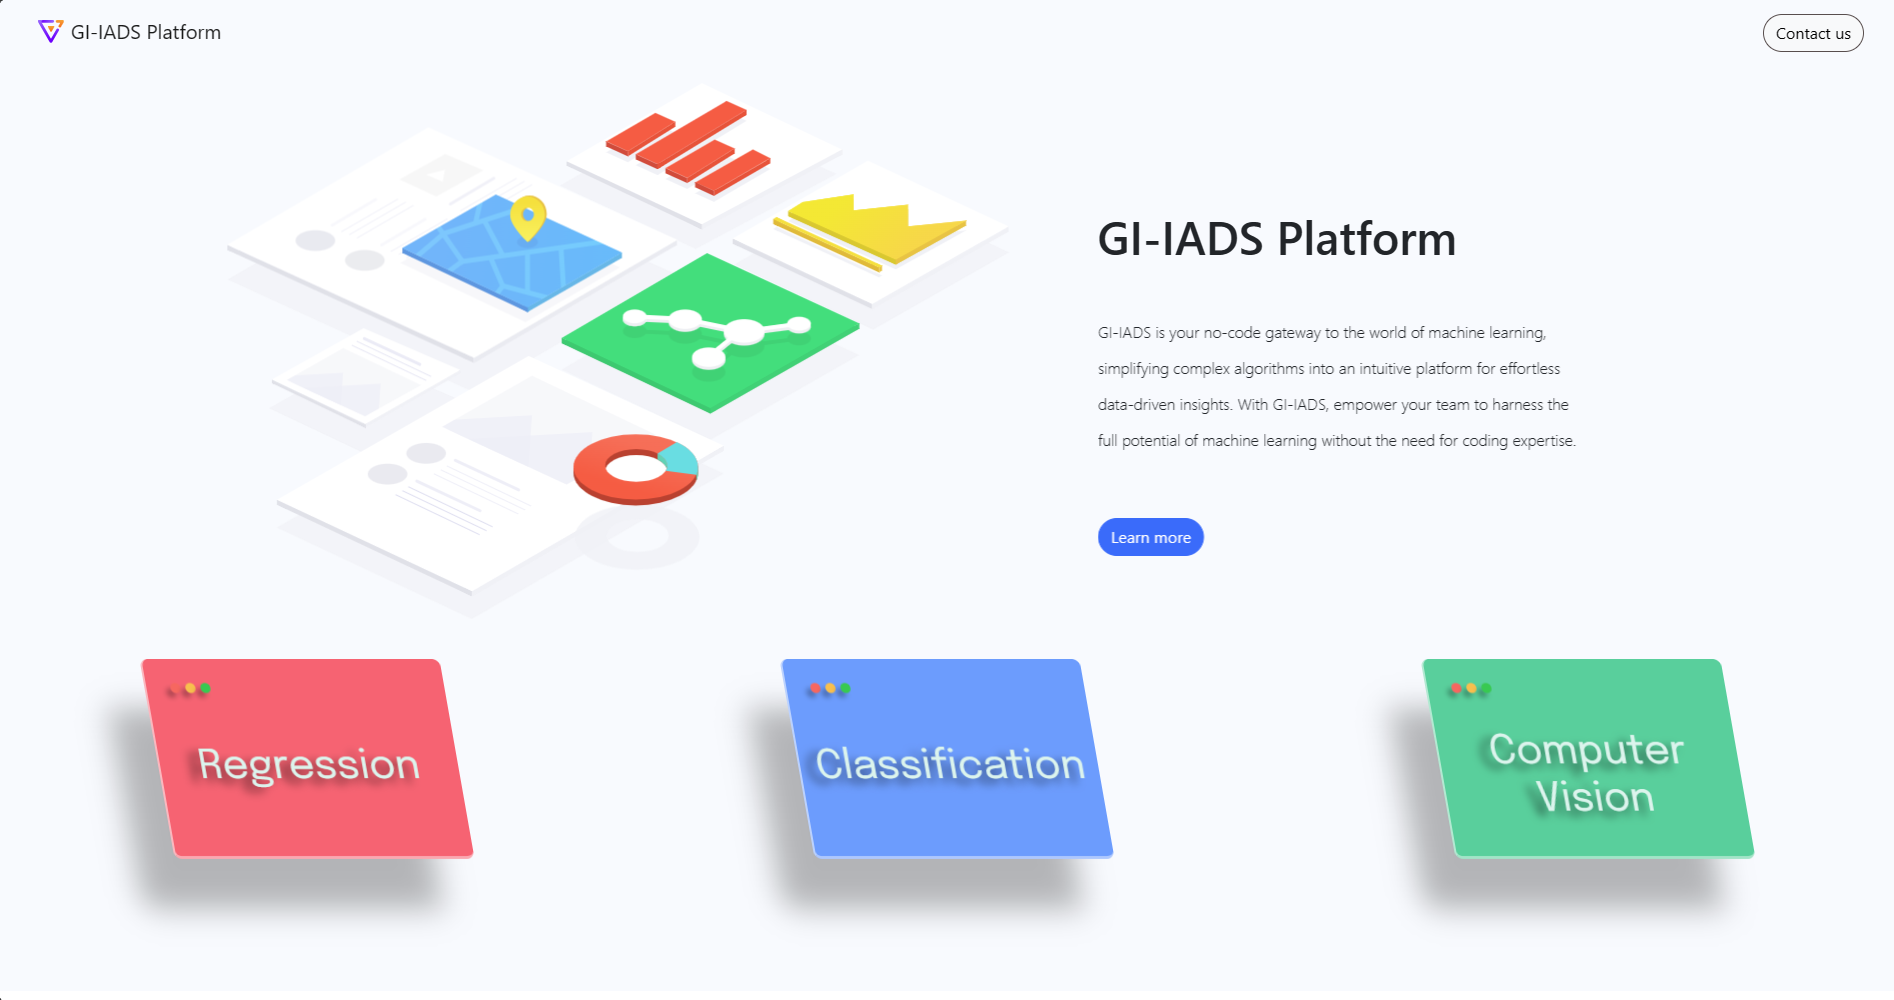 GI-IADS Platform
Contact us
GI-IADS Platform
GI-IADS is your no-code gateway to the world of machine learning,
simplifying complex algorithms into an intuitive platform for effortless
data-driven insights. With GI-IADS, empower your team to harness the
full potential of machine learning without the need for coding expertise.
Learn more
Regression
Classification
Computer
Vision